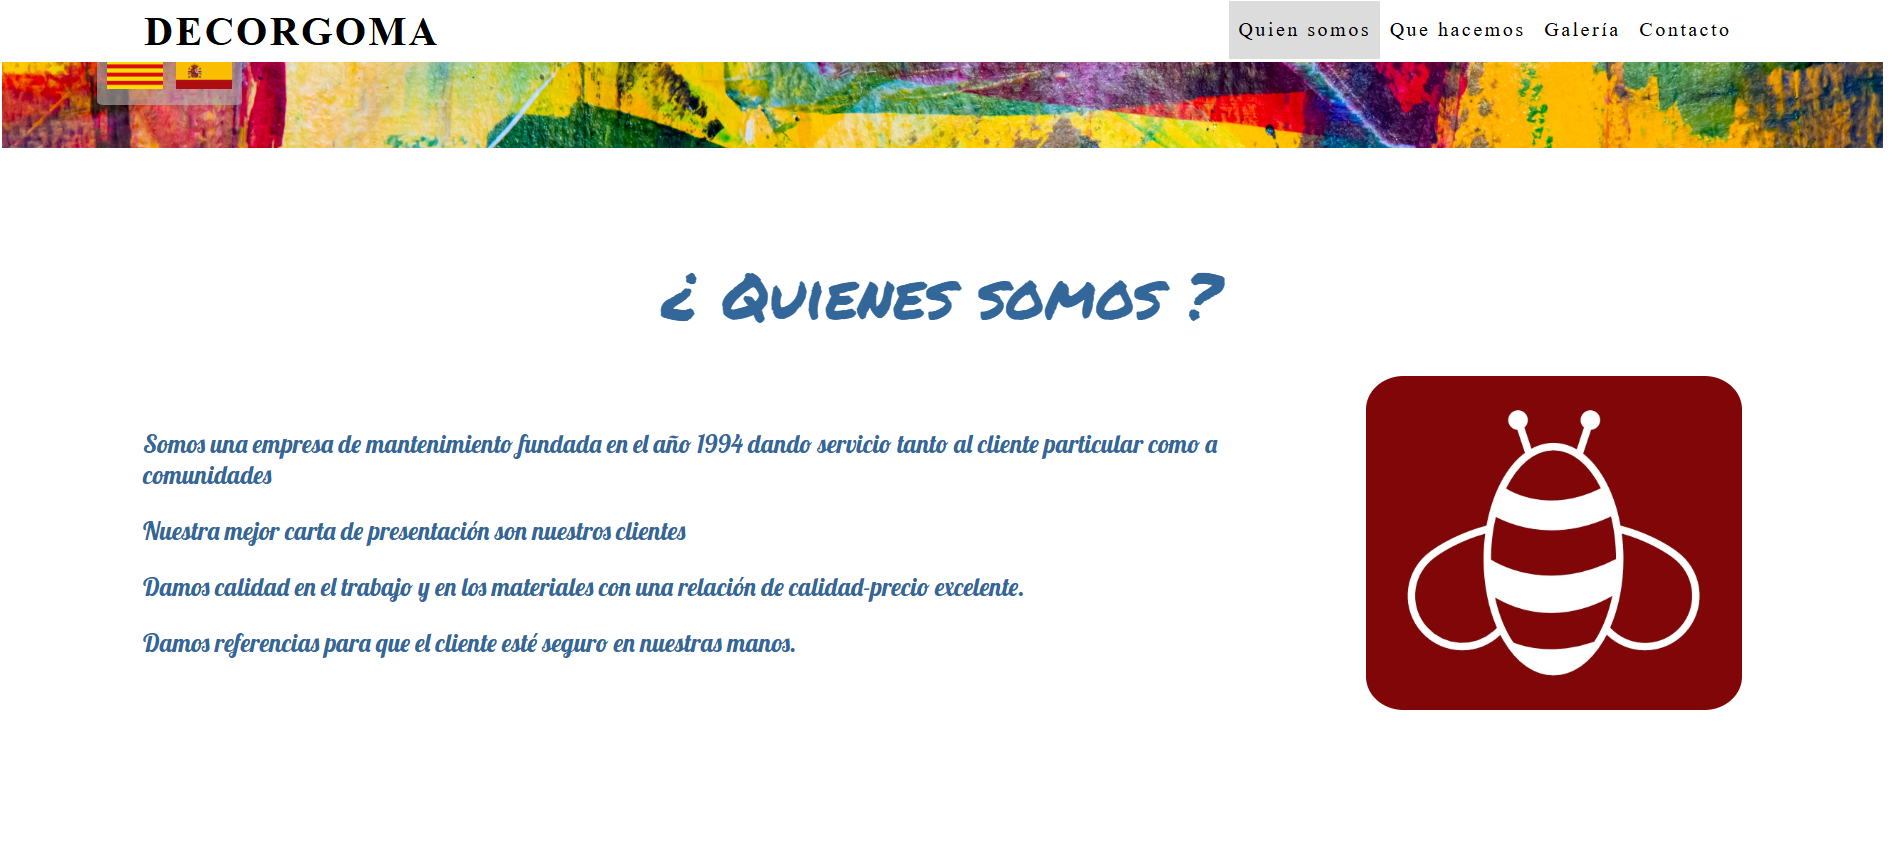 DECORGOMA
Quien somos Que hacemos Galería Contacto
¿ Quienes somos ?
Somos una empresa de mantenimiento fundada en el año 1994 dando servicio tanto al cliente particular como a
comunidades
Nuestra mejor carta de presentación son nuestros clientes
Damos calidad en el trabajo y en los materiales con una relación de calidad-precio excelente.
Damos referencias para que el cliente esté seguro en nuestras manos.